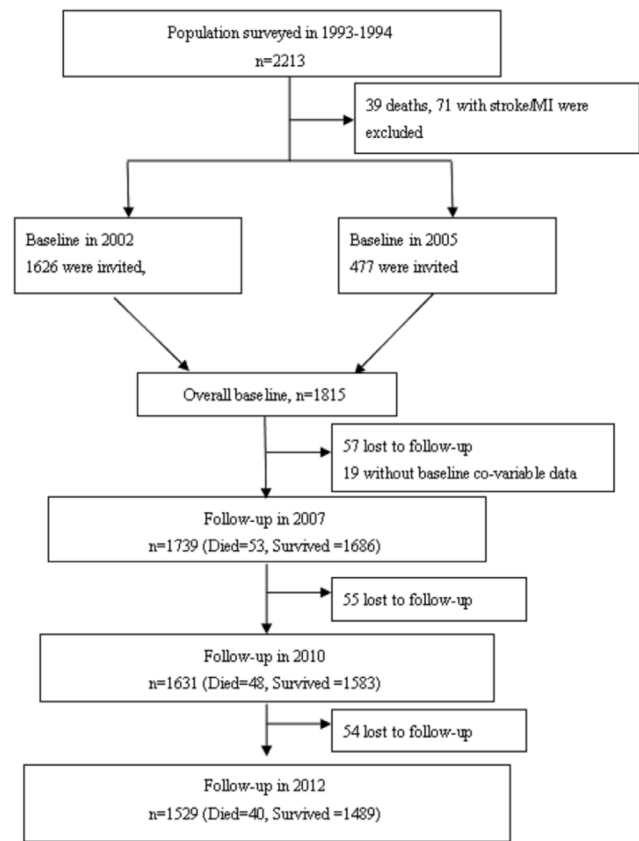 Population surveyed in 1993-1994
n=2213
39 deaths, 71 with stroke/MI were
excluded
Baseline in 2002
1626 were invited,
Baseline in 2005
477 were invited
Overall baseline, n=1815
57 lost to follow-up
19 without baseline co-variable data
Follow-up in 2007
n=1739 (Died=53, Survived =1686)
55 lost to follow-up
Follow-up in 2010
n=1631 (Died=48, Survived =1583)
54 lost to follow-up
Follow-up in 2012
n=1529 (Died=40, Survived =1489)